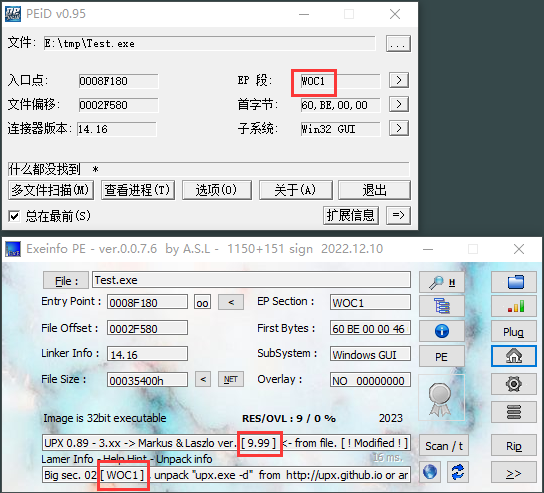 PEiD v0.95
文件: E:\tmp\Test.exe ...
入口点: 0008F180 EP 段: WOC1 >
文件偏移: 0002F580 首字节: 60,BE,00,00 >
连接器版本: 14.16 子系统: Win32 GUI >
什么都没找到 *
多文件扫描(M) 查看进程(T) 选项(O) 关于(A) 退出
总在最前(S) 扩展信息 =>
Exeinfo PE - ver.0.0.7.6 by A.S.L - 1150+151 sign 2022.12.10
File : Test.exe H
Entry Point : 0008F180 oo < EP Section : WOC1
File Offset : 0002F580 First Bytes : 60 BE 00 00 46 Plug
Linker Info : 14.16 SubSystem : Windows GUI PE
File Size : 00035400h < NET Overlay : NO 00000000
Image is 32bit executable RES/OVL : 9 / 0 % 2023
UPX 0.89 - 3.xx -> Markus & Laszlo ver. [ 9.99 ] <- from file. [ ! Modified ! ] Scan / t Rip
Lamer Info - Help Hint - Unpack info 16 ms.
Big sec. 02 [ WOC1 ] , unpack "upx.exe -d" from http://upx.github.io or ar >>